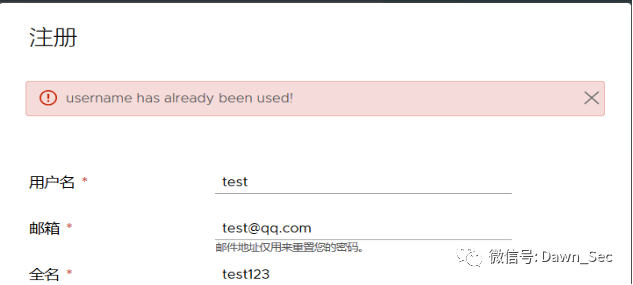 注册
username has already been used!
用户名 * test
邮箱 * test@qq.com
邮件地址仅用来重置您的密码。
微信号: Dawn_Sec
全名 * test123